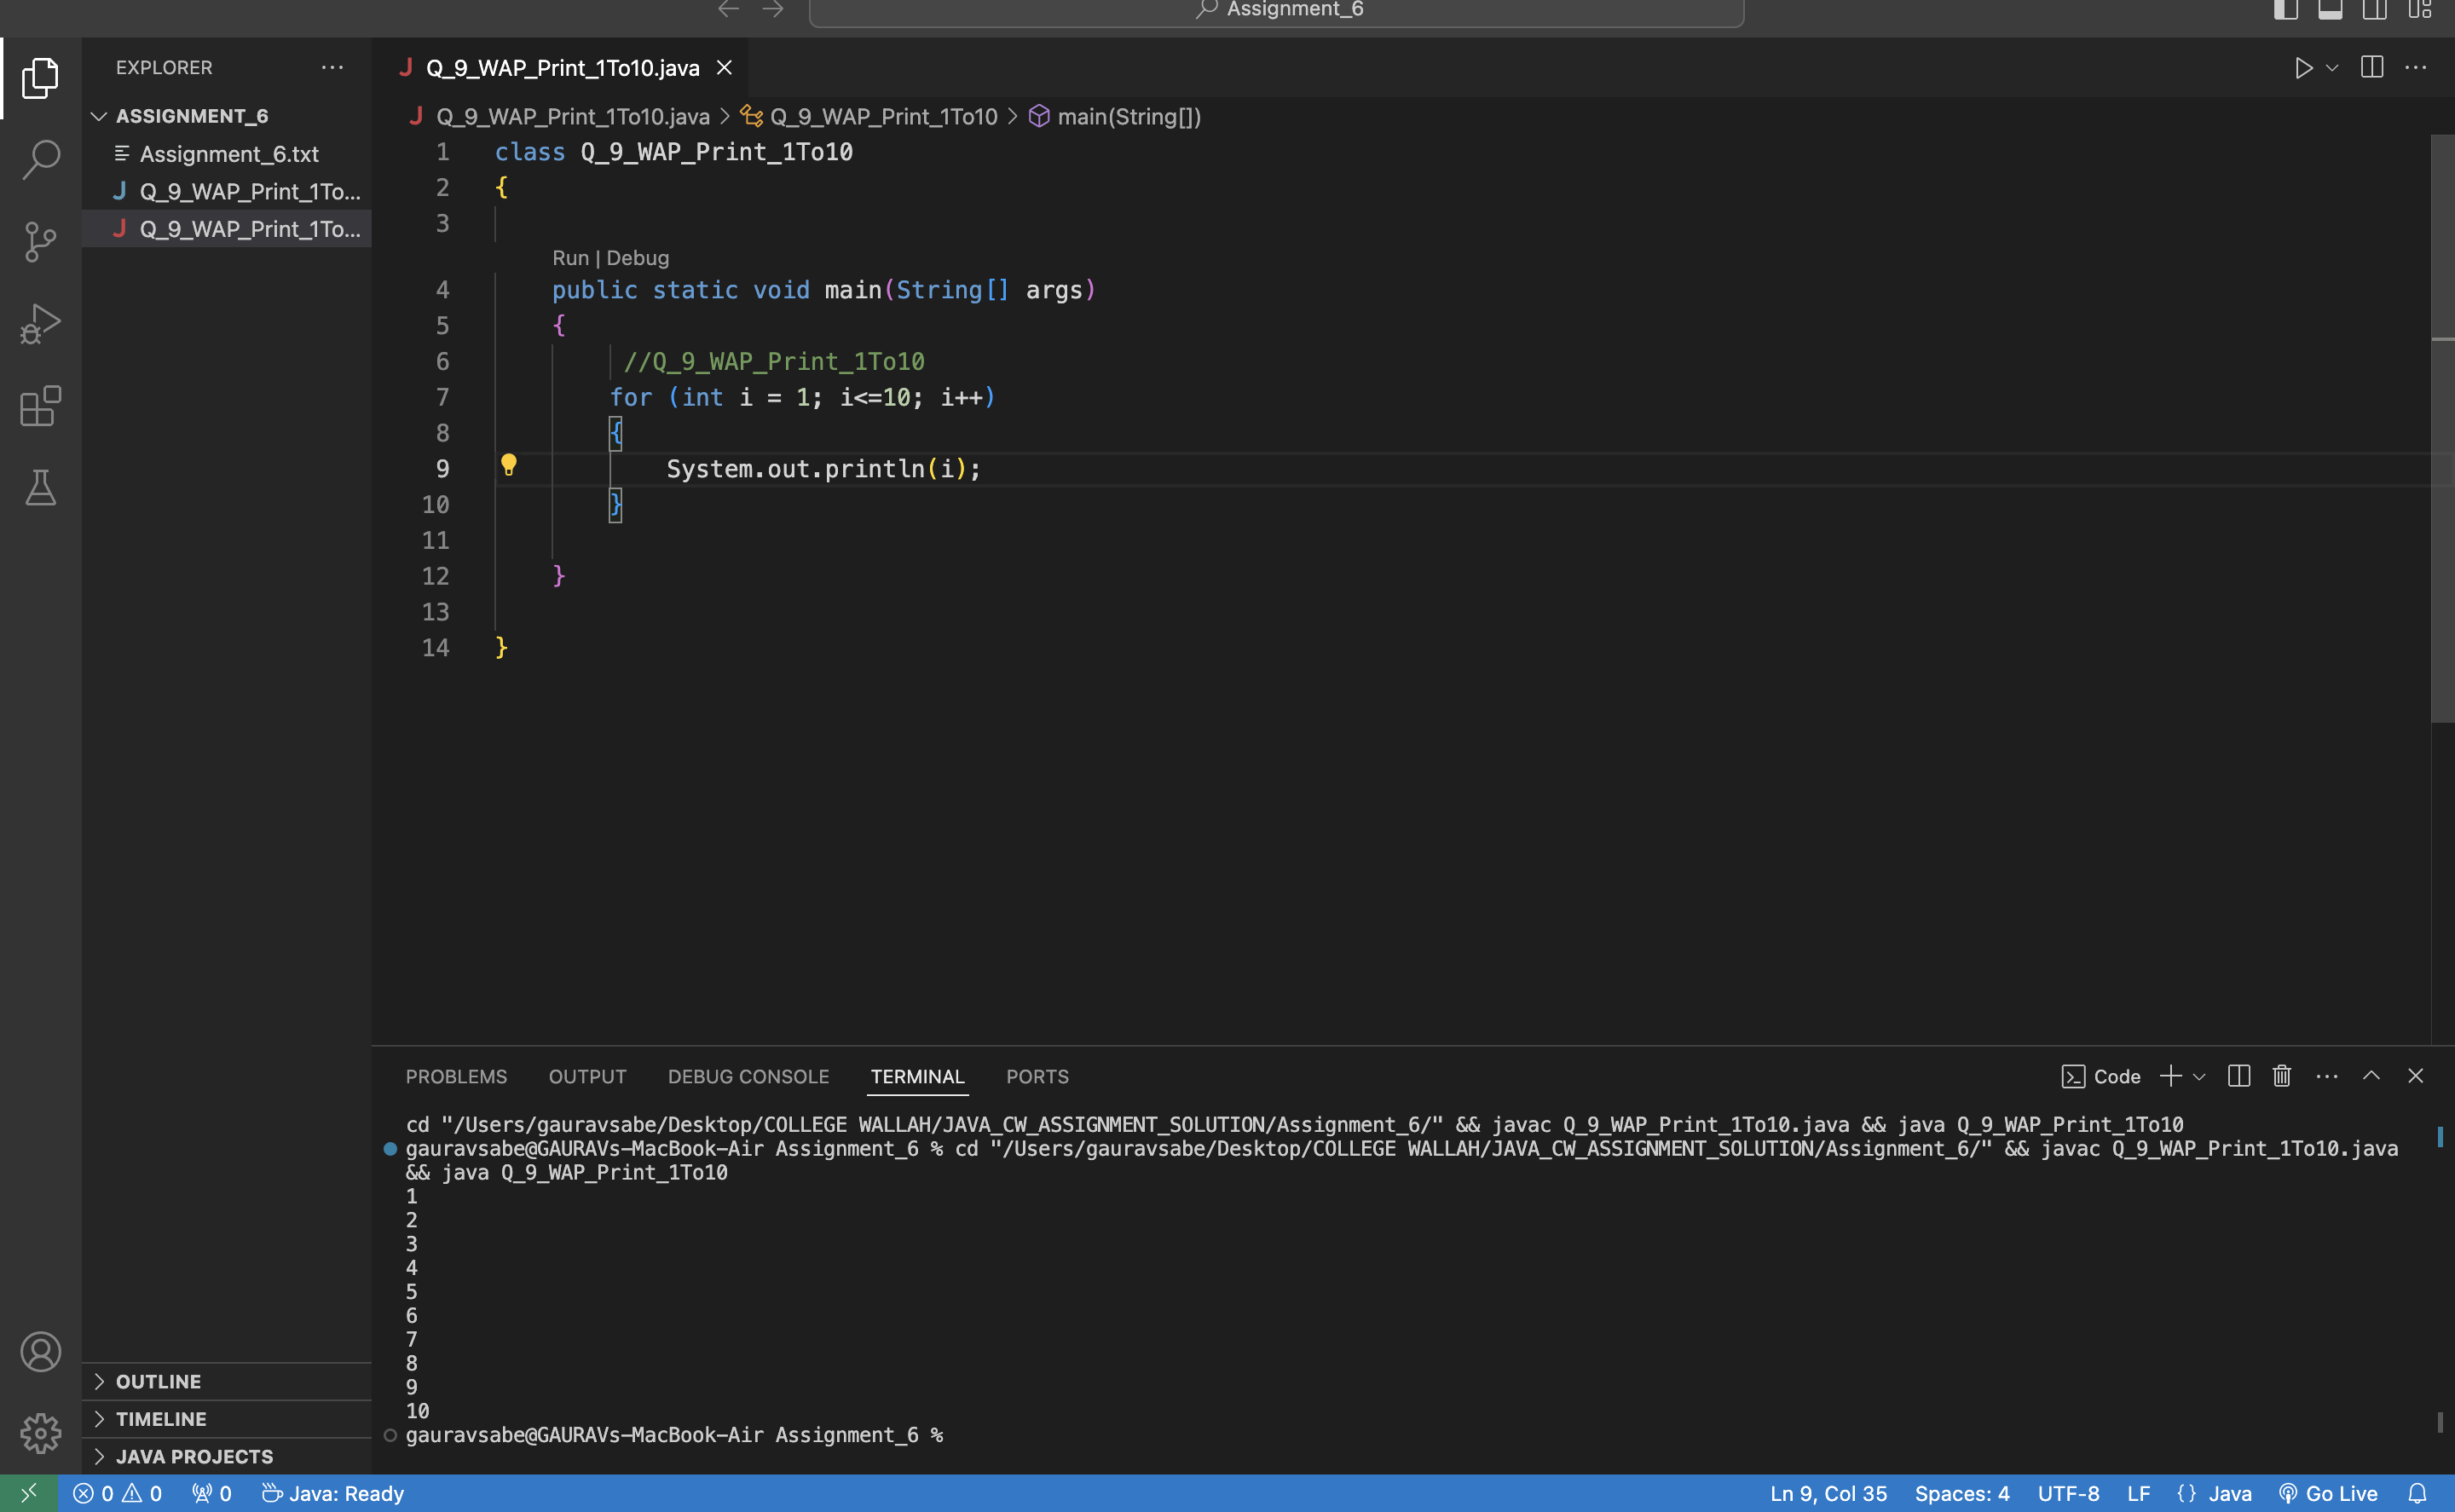 Assignment_6
EXPLORER
ASSIGNMENT_6
Assignment_6.txt
Q_9_WAP_Print_1To...
Q_9_WAP_Print_1To...
OUTLINE
TIMELINE
JAVA PROJECTS
Q_9_WAP_Print_1To10.java
Q_9_WAP_Print_1To10.java > Q_9_WAP_Print_1To10 > main(String[])
1 class Q_9_WAP_Print_1To10
2 {
3
Run | Debug
4 public static void main(String[] args)
5 {
6 //Q_9_WAP_Print_1To10
7 for (int i = 1; i<=10; i++)
8 {
9 System.out.println(i);
10 }
11
12 }
13
14 }
PROBLEMS OUTPUT DEBUG CONSOLE TERMINAL PORTS
Code
cd "/Users/gauravsabe/Desktop/COLLEGE WALLAH/JAVA_CW_ASSIGNMENT_SOLUTION/Assignment_6/" && javac Q_9_WAP_Print_1To10.java && java Q_9_WAP_Print_1To10
gauravsabe@GAURAVs-MacBook-Air Assignment_6 % cd "/Users/gauravsabe/Desktop/COLLEGE WALLAH/JAVA_CW_ASSIGNMENT_SOLUTION/Assignment_6/" && javac Q_9_WAP_Print_1To10.java
&& java Q_9_WAP_Print_1To10
1
2
3
4
5
6
7
8
9
10
gauravsabe@GAURAVs-MacBook-Air Assignment_6 %
0 0 0 Java: Ready Ln 9, Col 35 Spaces: 4 UTF-8 LF {} Java Go Live